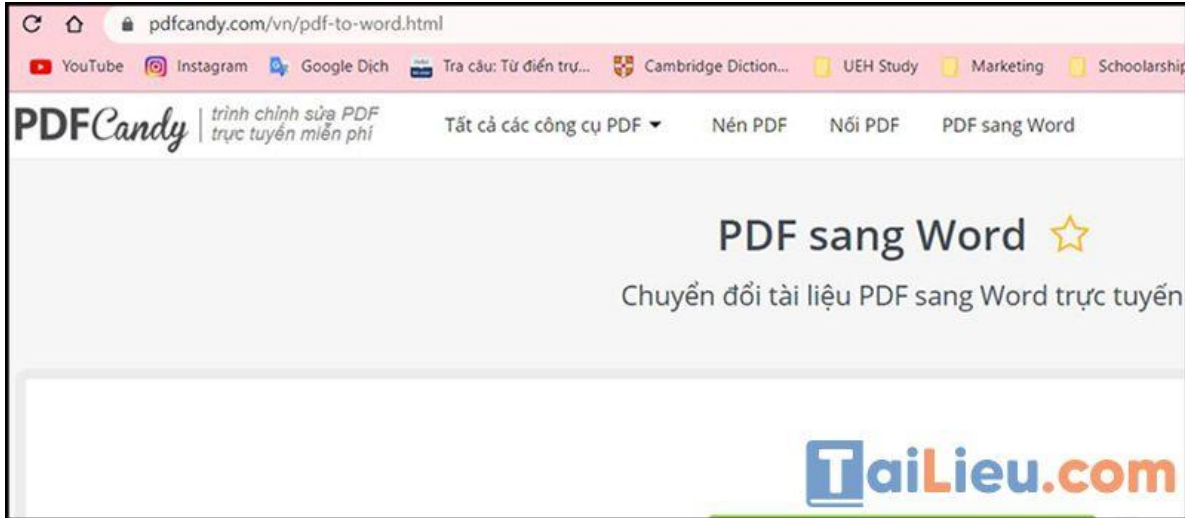 pdfcandy.com/vn/pdf-to-word.html
YouTube Instagram Google Dịch Tra câu: Từ điển trự... Cambridge Diction... UEH Study Marketing Schoolarship
PDFCandy trình chỉnh sửa PDF
trực tuyến miễn phí
Tất cả các công cụ PDF Nén PDF Nối PDF PDF sang Word
PDF sang Word
Chuyển đổi tài liệu PDF sang Word trực tuyến
TaiLieu.com